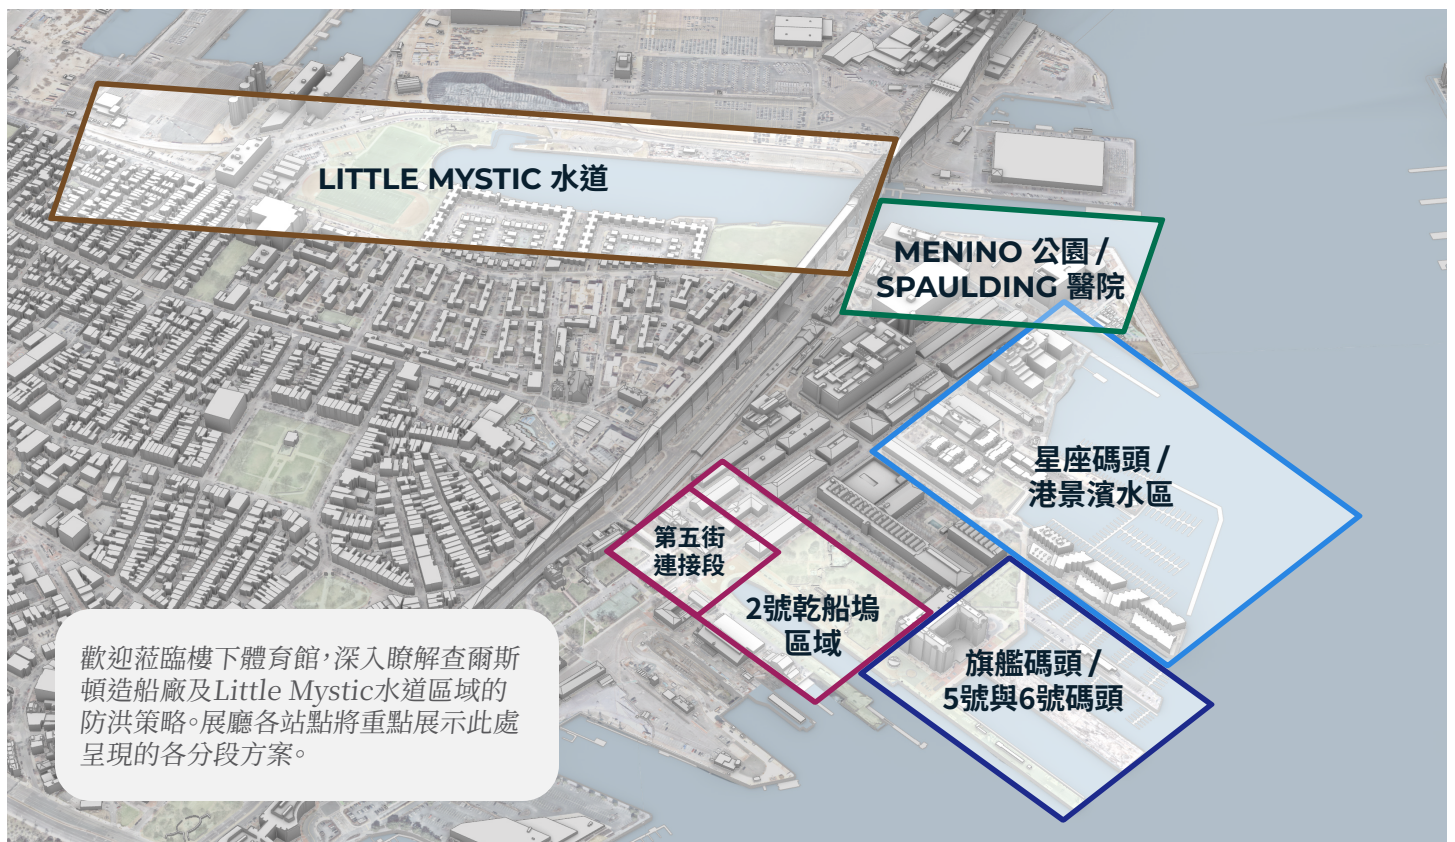 LITTLE MYSTIC 水道
MENINO 公園 /
SPAULDING 醫院
星座碼頭 /
港景濱水區
第五街
連接段
2號乾船塢
區域
旗艦碼頭 /
5號與6號碼頭
歡迎蒞臨樓下體育館，深入瞭解查爾斯
頓造船廠及Little Mystic水道區域的
防洪策略。展廳各站點將重點展示此處
呈現的各分段方案。